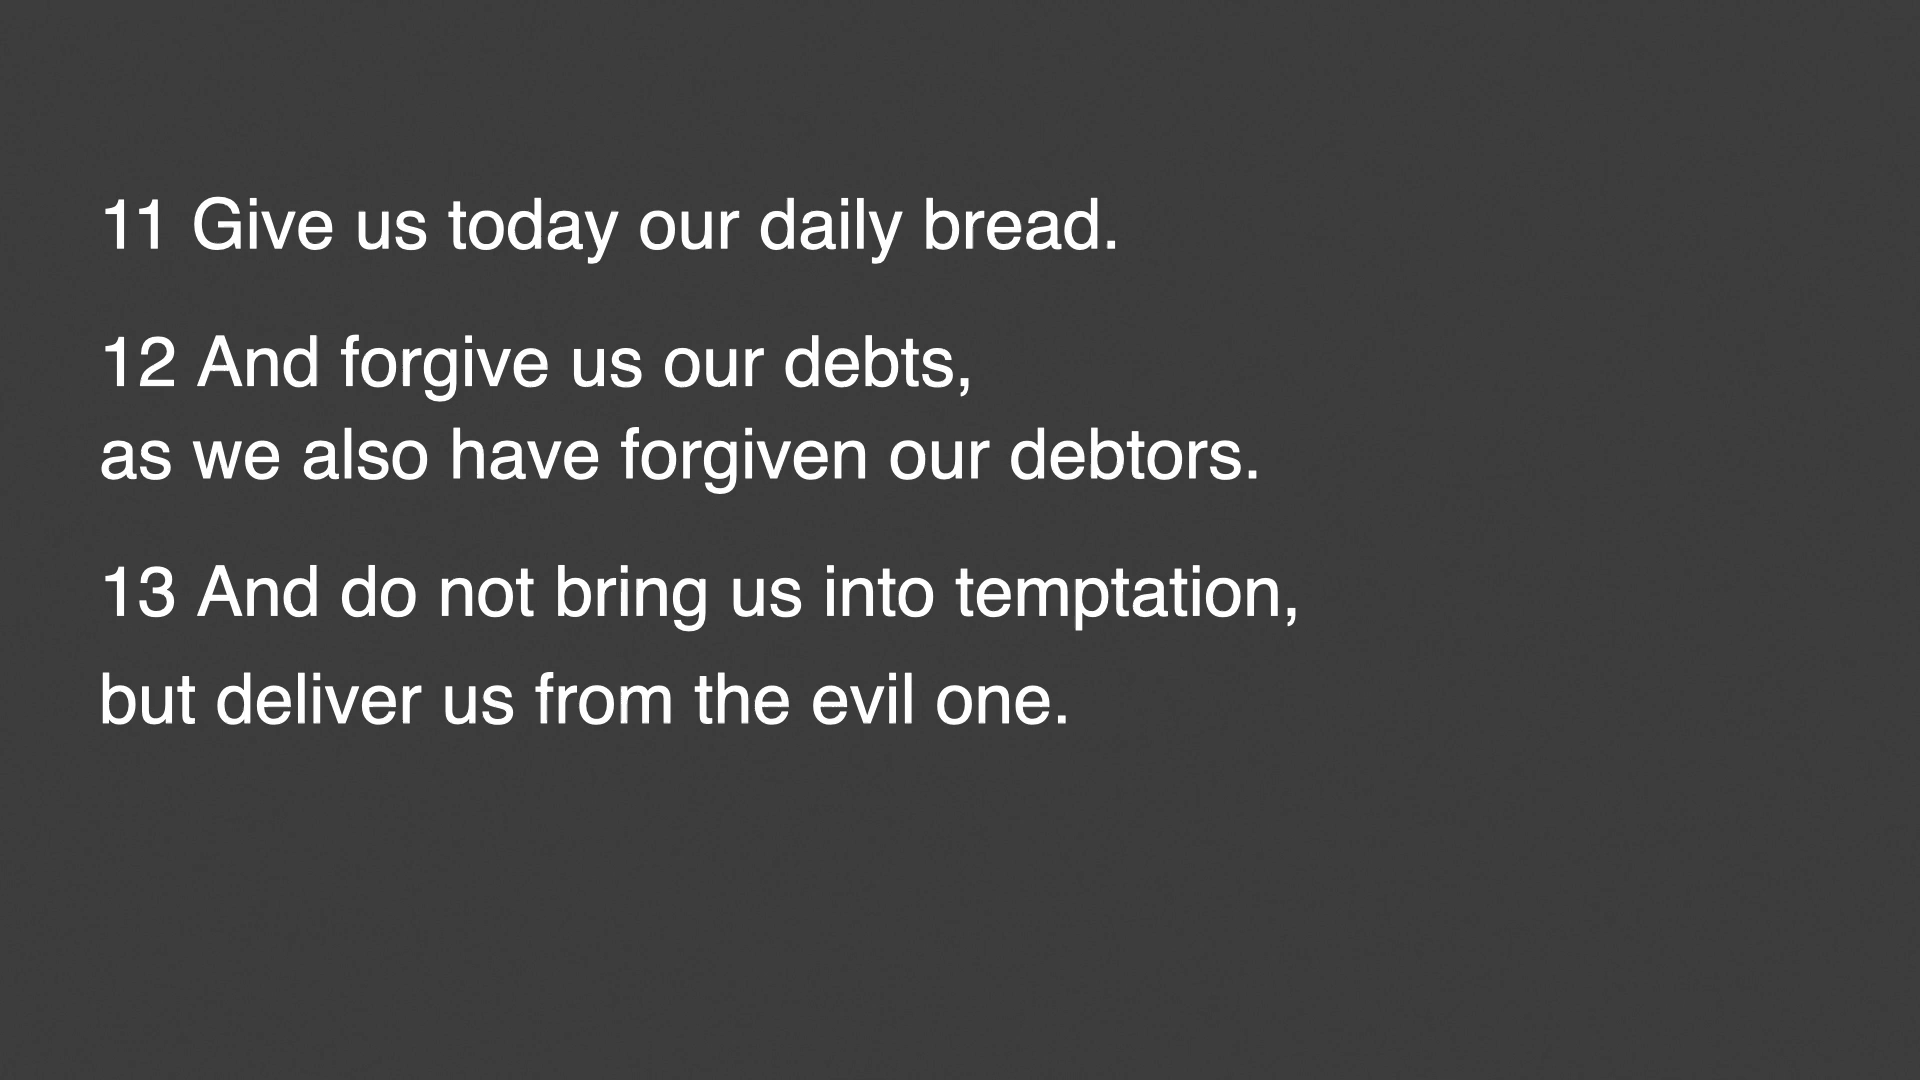 11 Give us today our daily bread.
12 And forgive us our debts,
as we also have forgiven our debtors.
13 And do not bring us into temptation,
but deliver us from the evil one.